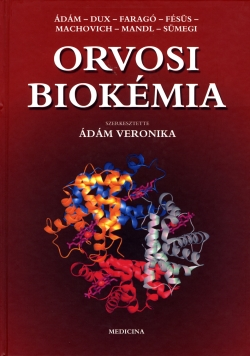 ÁDÁM – DUX – FARAGÓ – FÉSÜS –
MACHOVICH – MANDL – SÜMEGI
ORVOSI
BIOKÉMIA
SZERKESZTETTE
ÁDÁM VERONIKA
MEDICINA